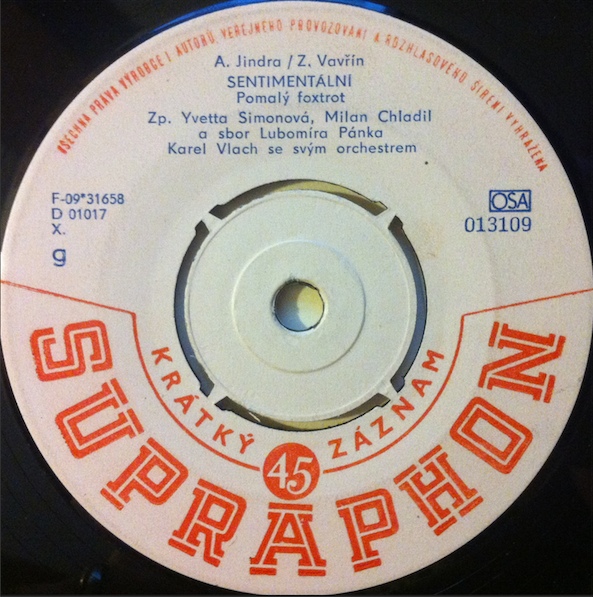 VŠECHNA PRÁVA VÝROBCE I AUTORŮ VEŘEJNÉHO PROVOZOVÁNÍ A ROZHLASOVÉHO ŠÍŘENÍ VYHRAŽENA
A. Jindra / Z. Vavřín
SENTIMENTÁLNÍ
Pomalý foxtrot
Zp. Yvetta Simonová, Milan Chladil
a sbor Lubomíra Pánka
Karel Vlach se svým orchestrem
F-09*31658
D 01017
X.
g
OSA
013109
KRÁTKÝ 45 ZÁZNAM
SUPRAPHON